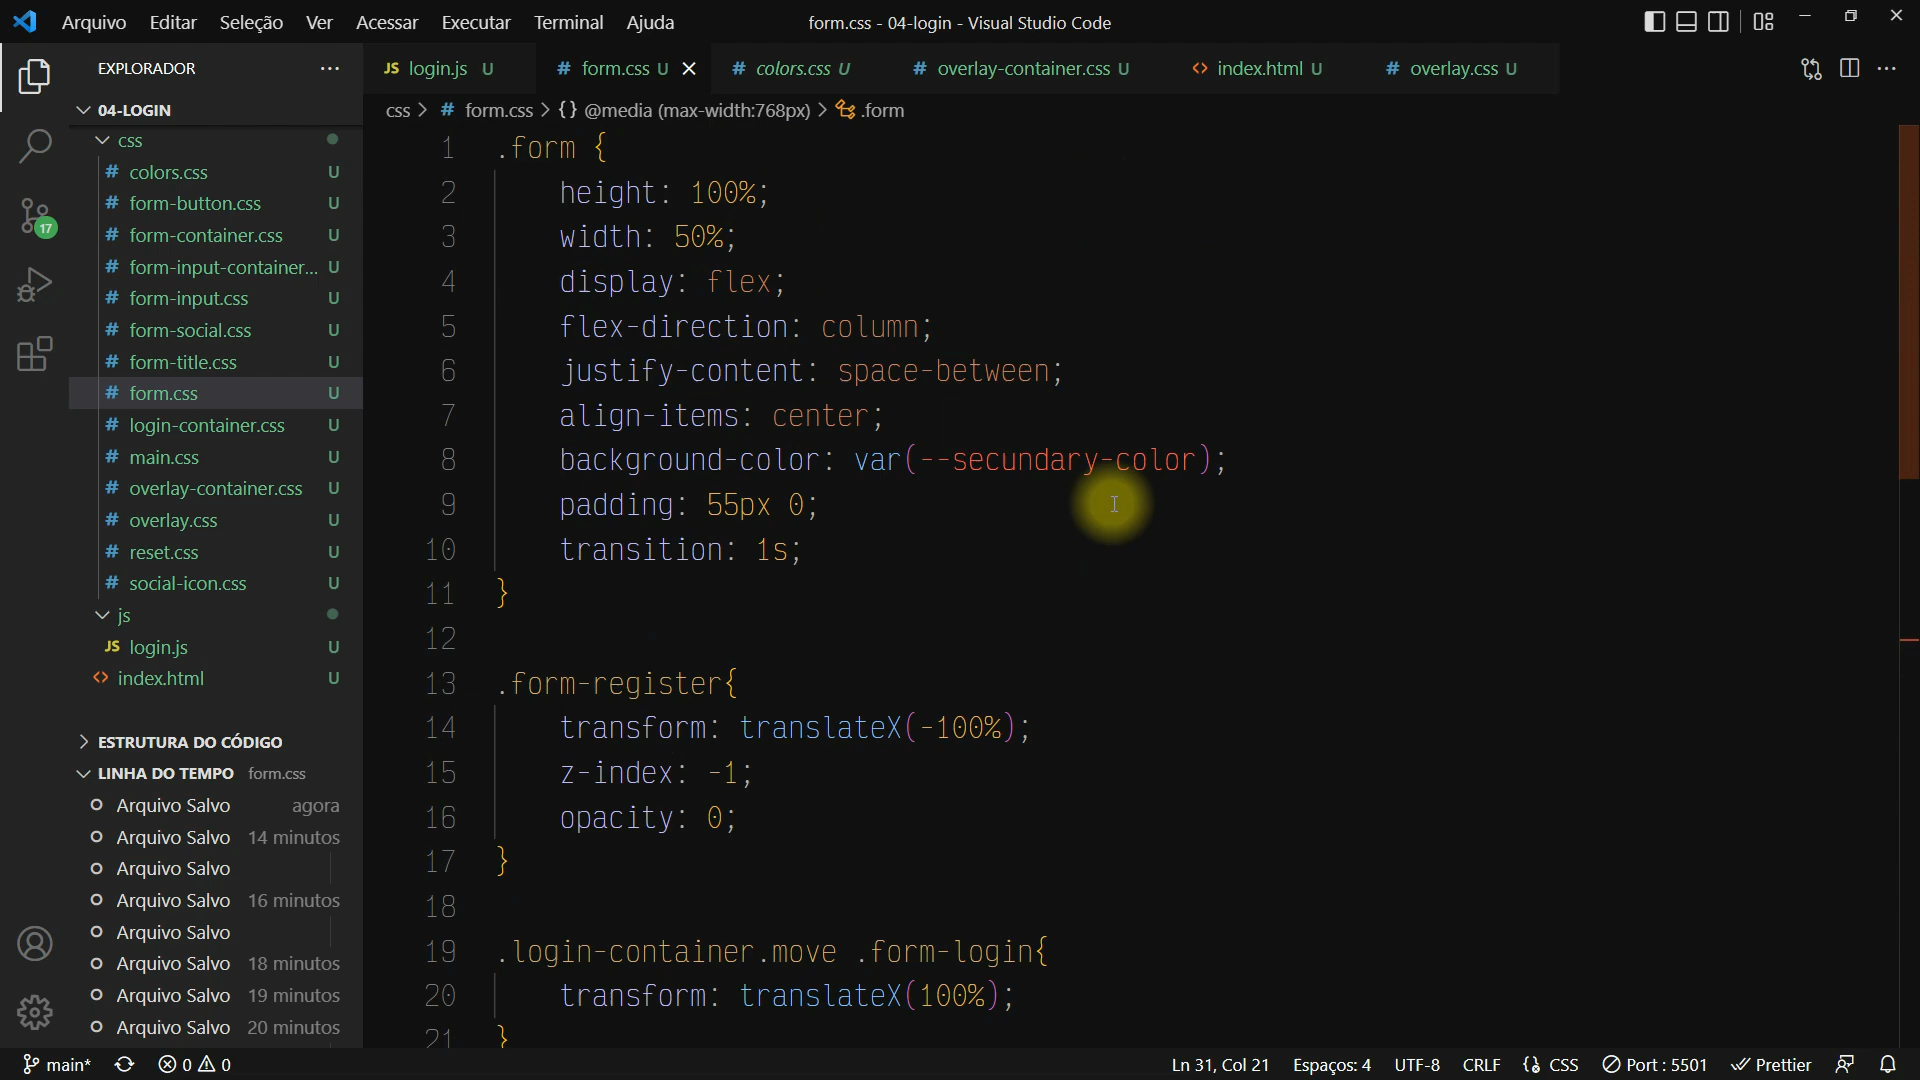 Arquivo Editar Seleção Ver Acessar Executar Terminal Ajuda form.css - 04-login - Visual Studio Code
EXPLORADOR ...
JS login.js U # form.css U # colors.css U # overlay-container.css U <> index.html U # overlay.css U
css > # form.css > {} @media (max-width:768px) > .form
04-LOGIN
css
# colors.css U
# form-button.css U
# form-container.css U
# form-input-container... U
# form-input.css U
# form-social.css U
# form-title.css U
# form.css U
# login-container.css U
# main.css U
# overlay-container.css U
# overlay.css U
# reset.css U
# social-icon.css U
js
JS login.js U
<> index.html U
17
ESTRUTURA DO CÓDIGO
LINHA DO TEMPO form.css
Arquivo Salvo agora
Arquivo Salvo 14 minutos
Arquivo Salvo
Arquivo Salvo 16 minutos
Arquivo Salvo
Arquivo Salvo 18 minutos
Arquivo Salvo 19 minutos
Arquivo Salvo 20 minutos
1 .form {
2 height: 100%;
3 width: 50%;
4 display: flex;
5 flex-direction: column;
6 justify-content: space-between;
7 align-items: center;
8 background-color: var(--secundary-color);
9 padding: 55px 0;
10 transition: 1s;
11 }
12
13 .form-register{
14 transform: translateX(-100%);
15 z-index: -1;
16 opacity: 0;
17 }
18
19 .login-container.move .form-login{
20 transform: translateX(100%);
21 }
main* 0 0 Ln 31, Col 21 Espaços: 4 UTF-8 CRLF {} CSS Port : 5501 Prettier